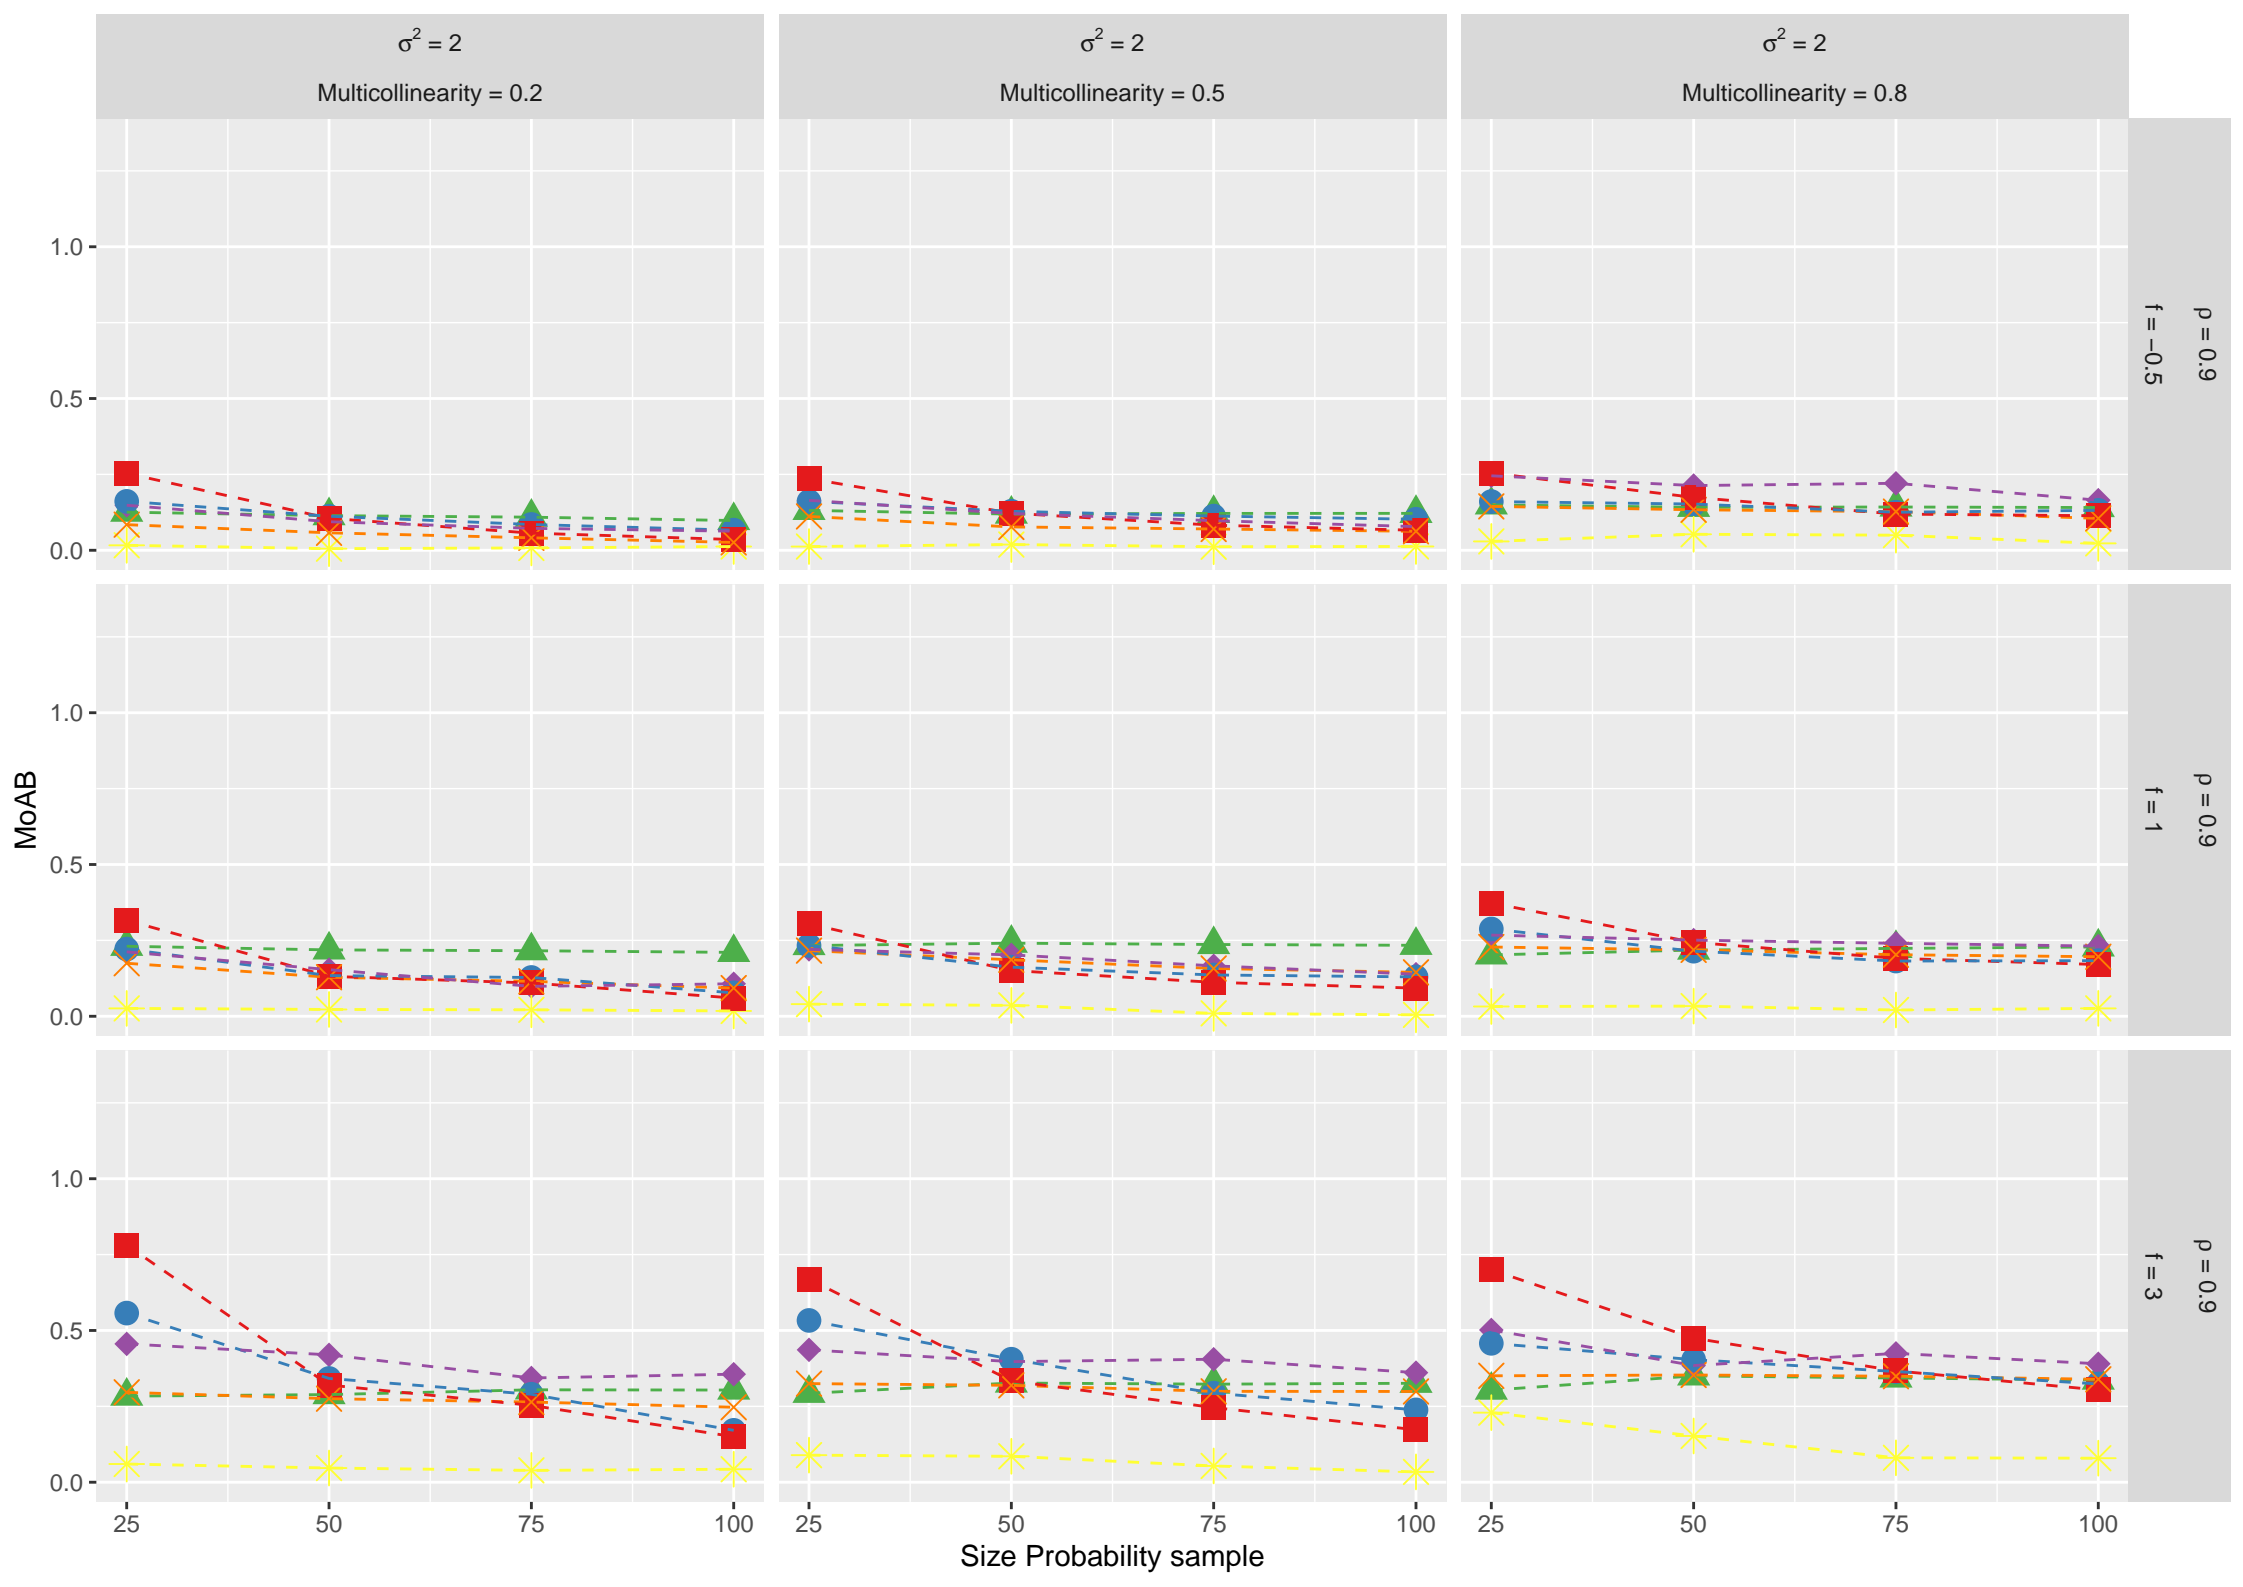 σ² = 2
Multicollinearity = 0.2
σ² = 2
Multicollinearity = 0.5
σ² = 2
Multicollinearity = 0.8
1.0
0.5
0.0
ρ = 0.9
f = −0.5
1.0
0.5
0.0
ρ = 0.9
f = 1
MoAB
1.0
0.5
0.0
ρ = 0.9
f = 3
25 50 75 100
25 50 75 100
25 50 75 100
Size Probability sample